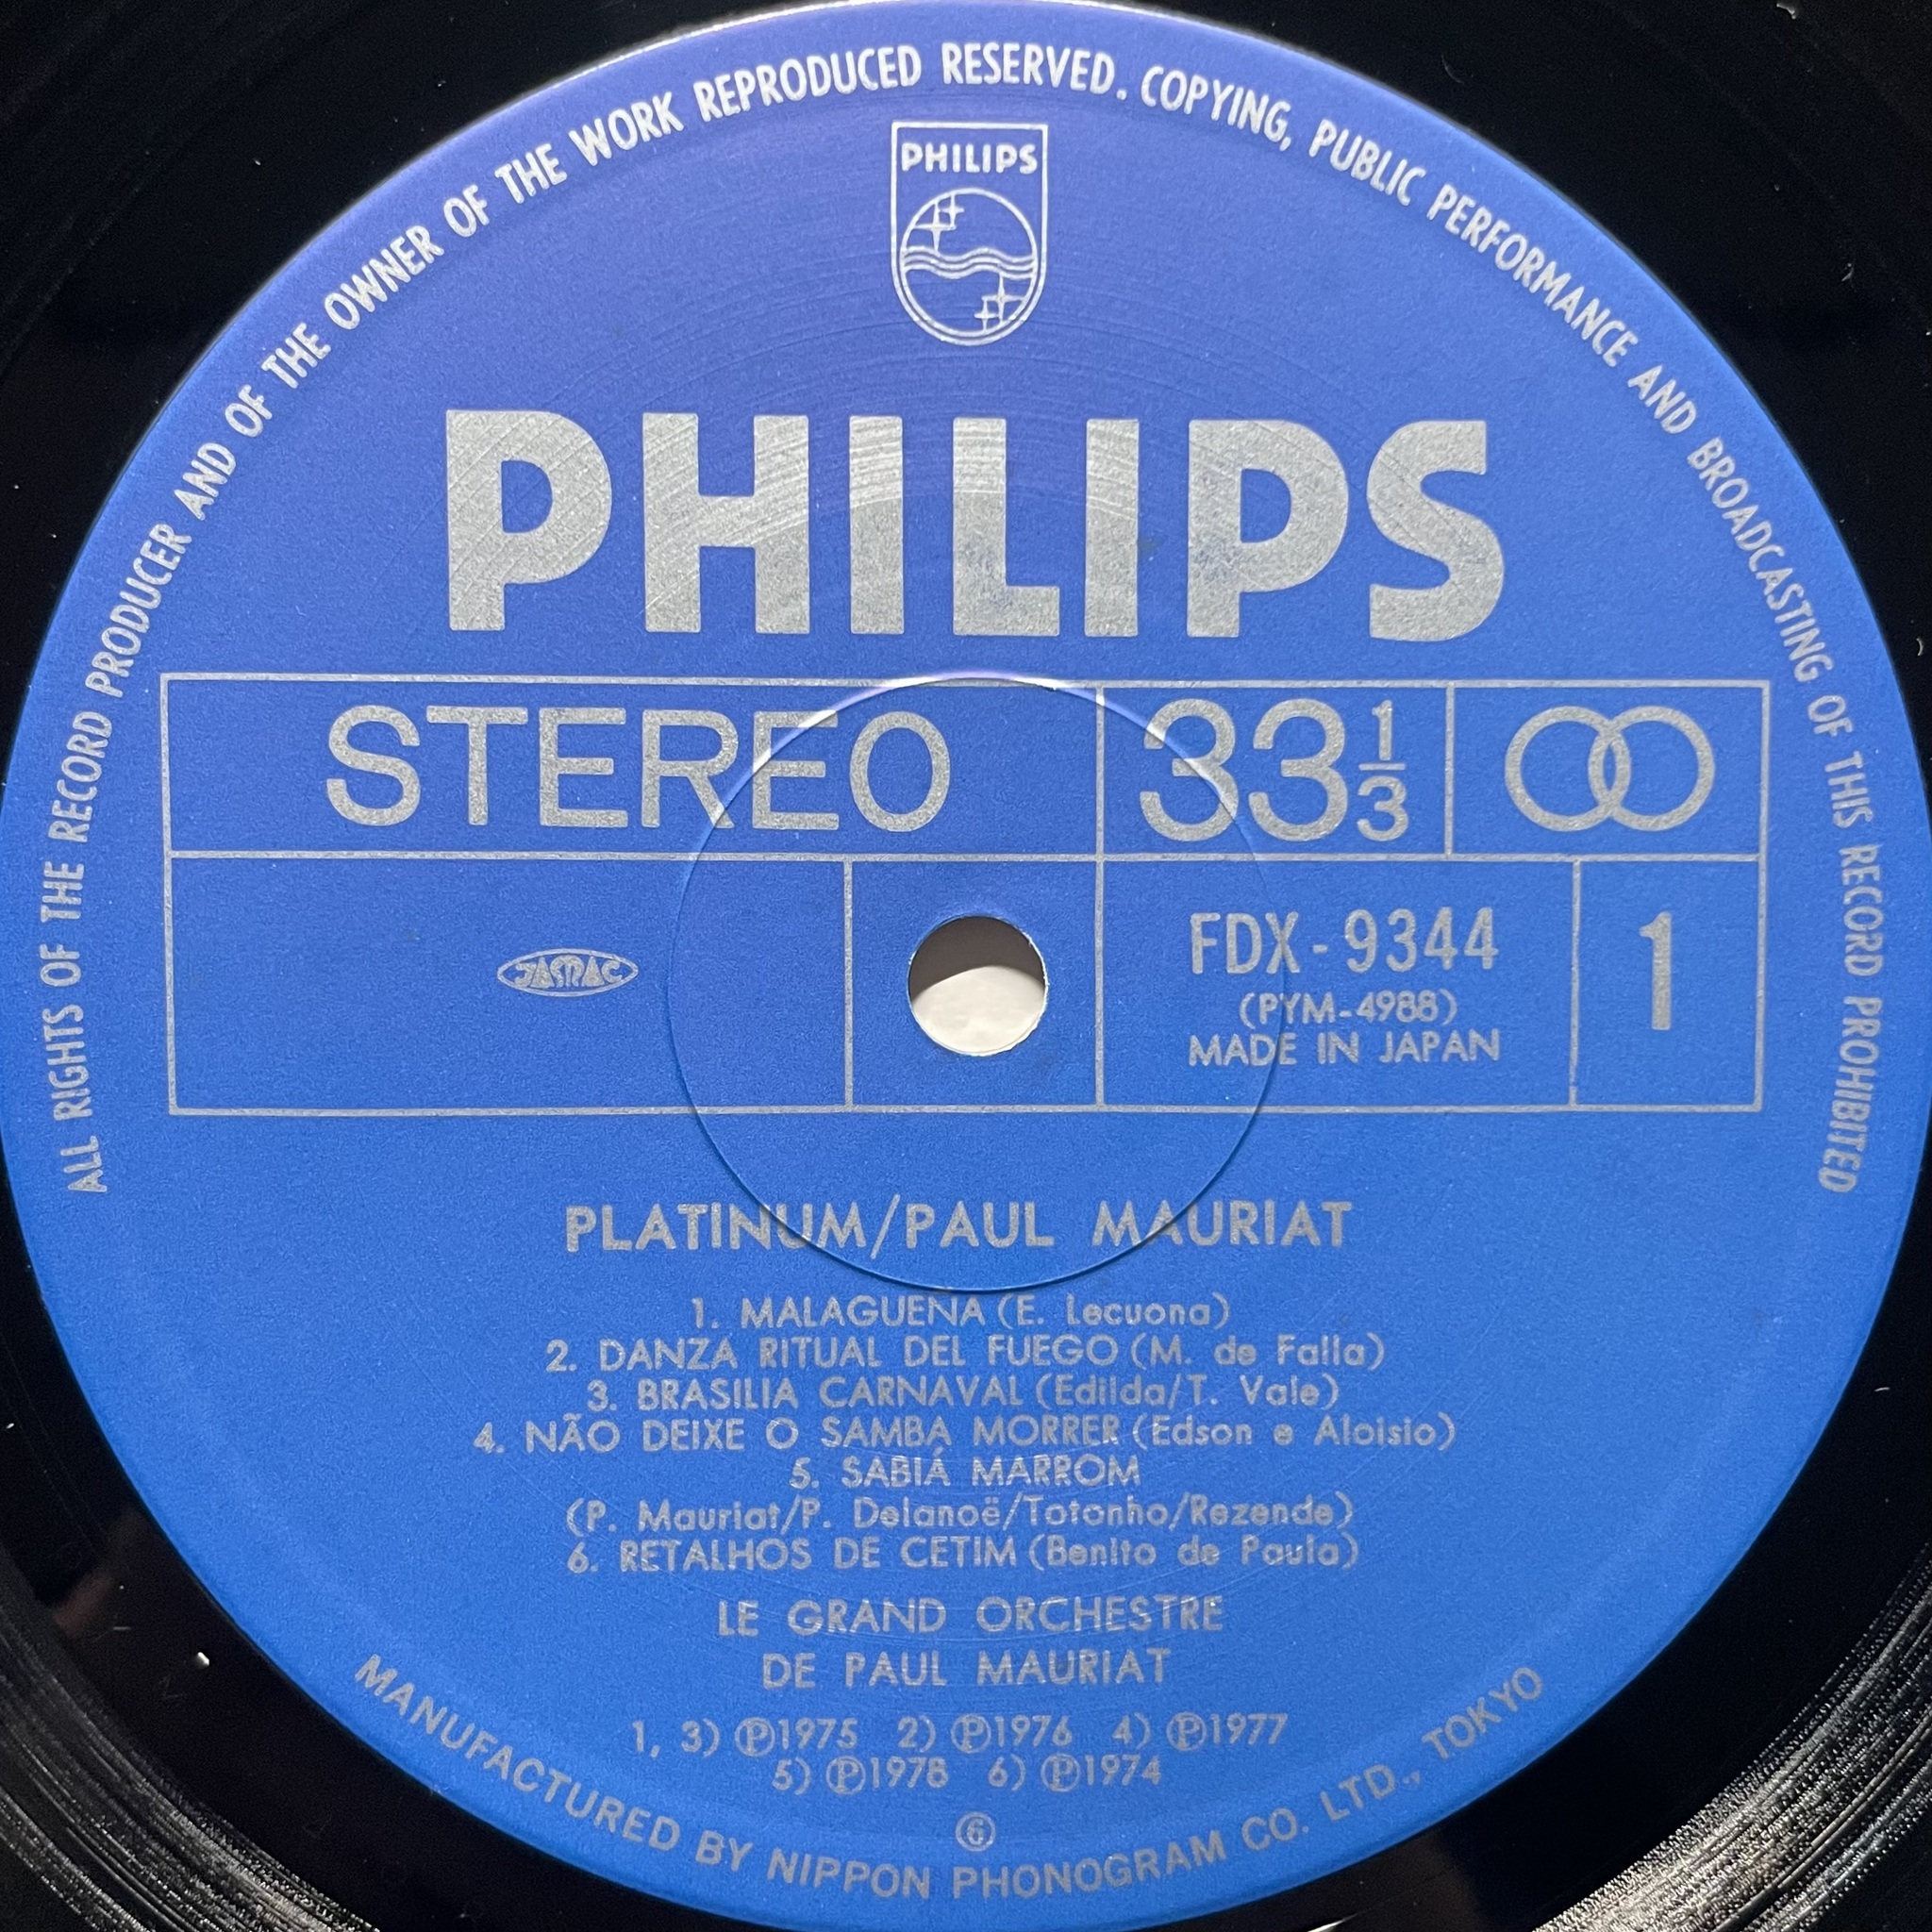 ALL RIGHTS OF THE RECORD PRODUCER AND OF THE OWNER OF THE WORK REPRODUCED RESERVED. COPYING, PUBLIC PERFORMANCE AND BROADCASTING OF THIS RECORD PROHIBITED
PHILIPS
PHILIPS
STEREO
33 1/3
JASRAC
FDX-9344
(PYM-4988)
MADE IN JAPAN
1
PLATINUM/PAUL MAURIAT
1. MALAGUENA (E. Lecuona)
2. DANZA RITUAL DEL FUEGO (M. de Falla)
3. BRASILIA CARNAVAL (Edilda/T. Vale)
4. NÃO DEIXE O SAMBA MORRER (Edson e Aloisio)
5. SABIÁ MARROM
(P. Mauriat/P. Delanoë/Totonho/Rezende)
6. RETALHOS DE CETIM (Benito de Paula)
LE GRAND ORCHESTRE
DE PAUL MAURIAT
1, 3) ℗1975 2) ℗1976 4) ℗1977
5) ℗1978 6) ℗1974
⑥
MANUFACTURED BY NIPPON PHONOGRAM CO. LTD., TOKYO